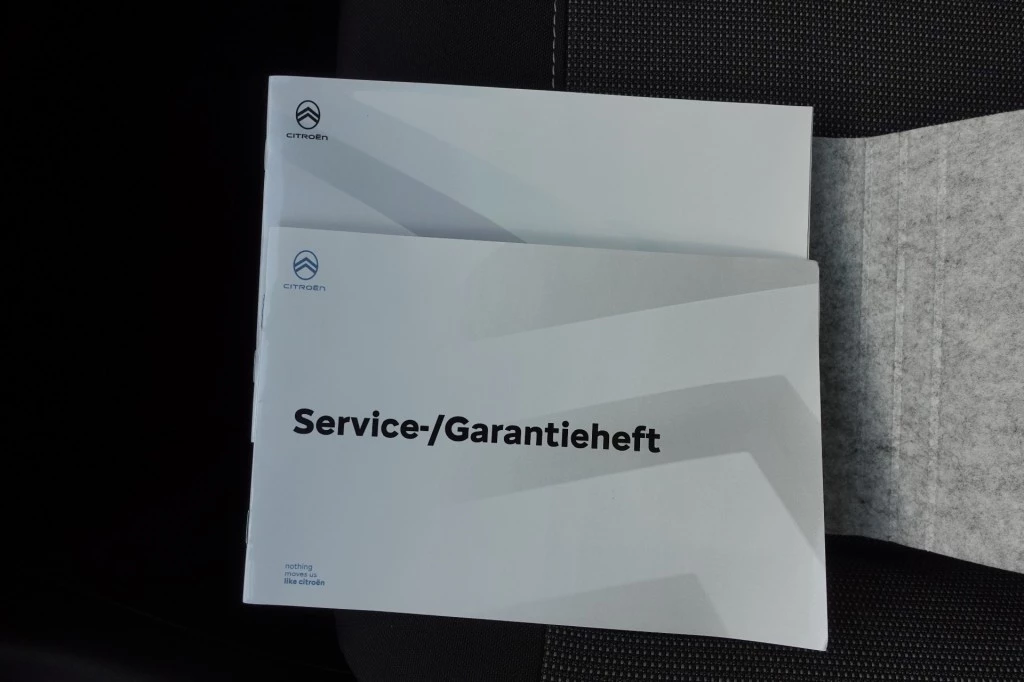 CITROËN
CITROËN
Service-/Garantieheft
nothing
moves us
like citroën